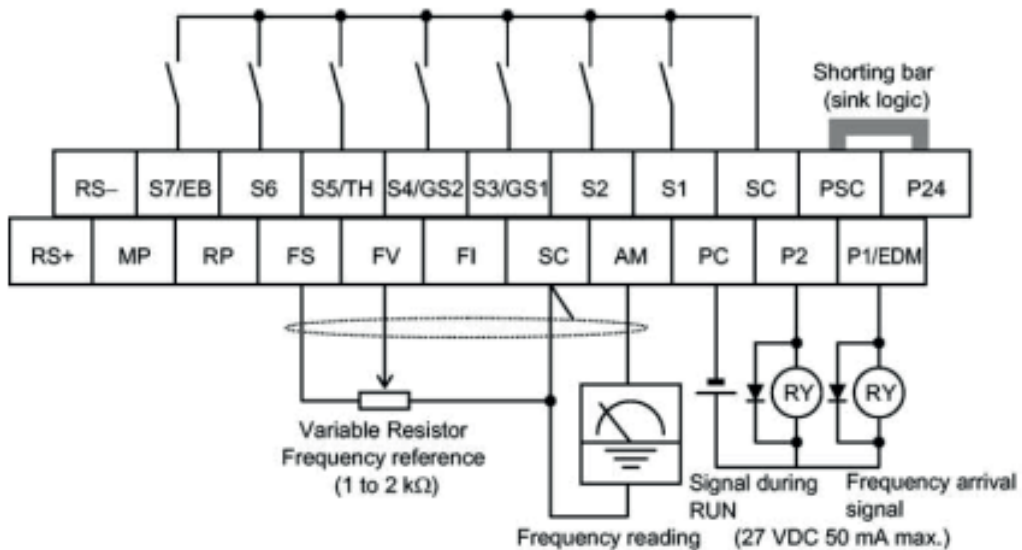 Shorting bar
(sink logic)
RS– S7/EB S6 S5/TH S4/GS2 S3/GS1 S2 S1 SC PSC P24
RS+ MP RP FS FV FI SC AM PC P2 P1/EDM
RY RY
Variable Resistor
Frequency reference
(1 to 2 kΩ)
Signal during
RUN
Frequency arrival
signal
Frequency reading
(27 VDC 50 mA max.)